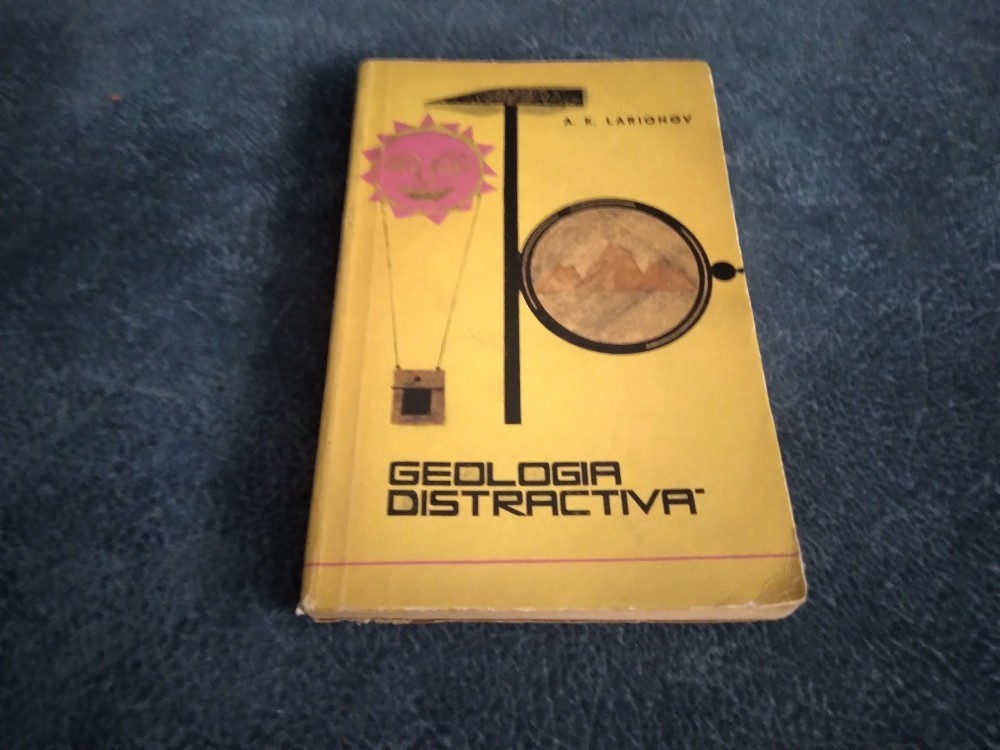 A. K. LARIONOV
GEOLOGIA
DISTRACTIVĂ